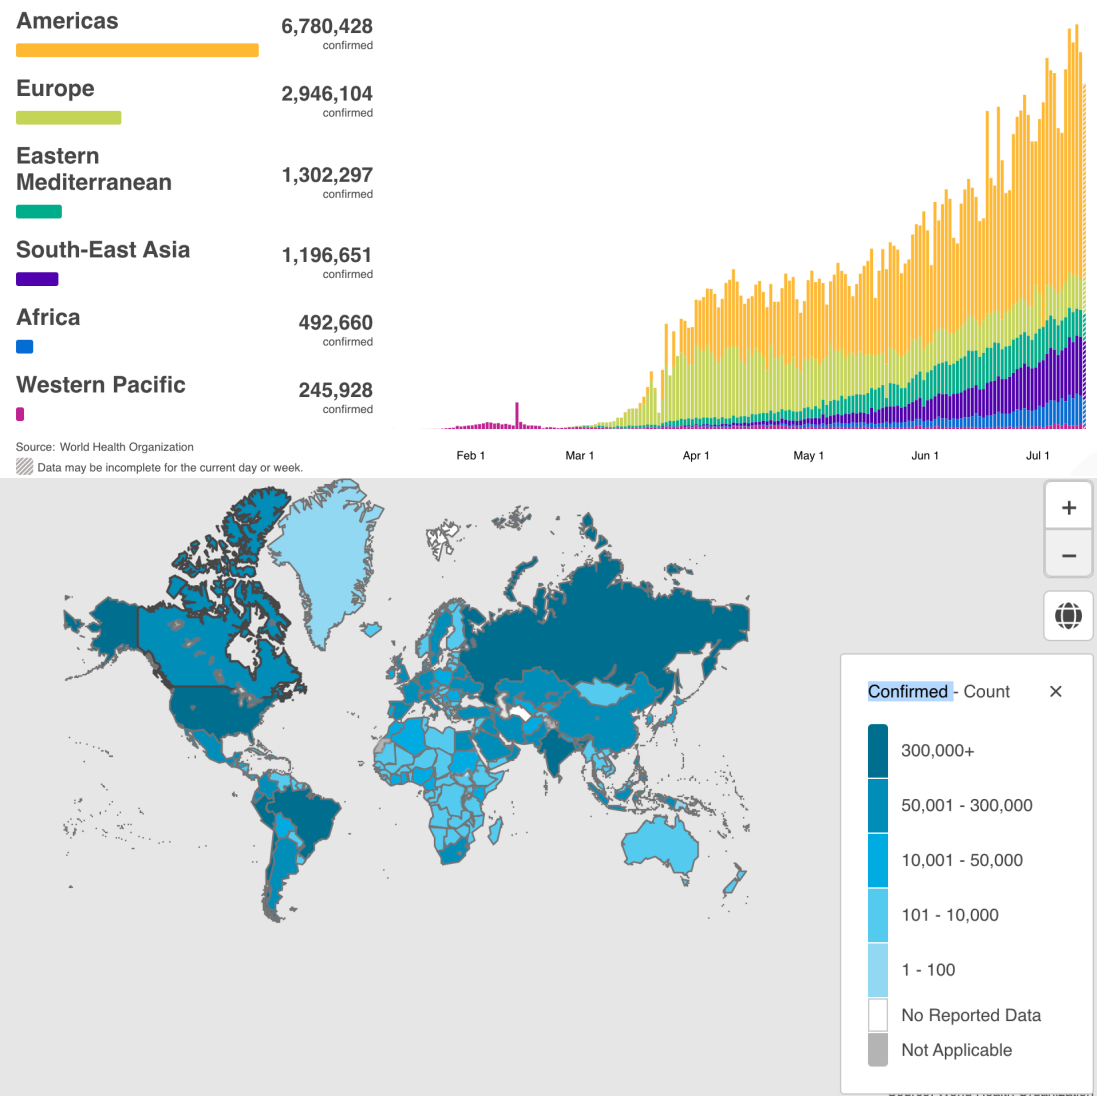 Americas
6,780,428
confirmed
Europe
2,946,104
confirmed
Eastern
Mediterranean
1,302,297
confirmed
South-East Asia
1,196,651
confirmed
Africa
492,660
confirmed
Western Pacific
245,928
confirmed
Source: World Health Organization
Data may be incomplete for the current day or week.
Feb 1
Mar 1
Apr 1
May 1
Jun 1
Jul 1
+
−
Confirmed - Count ×
300,000+
50,001 - 300,000
10,001 - 50,000
101 - 10,000
1 - 100
No Reported Data
Not Applicable
Source: World Health Organization